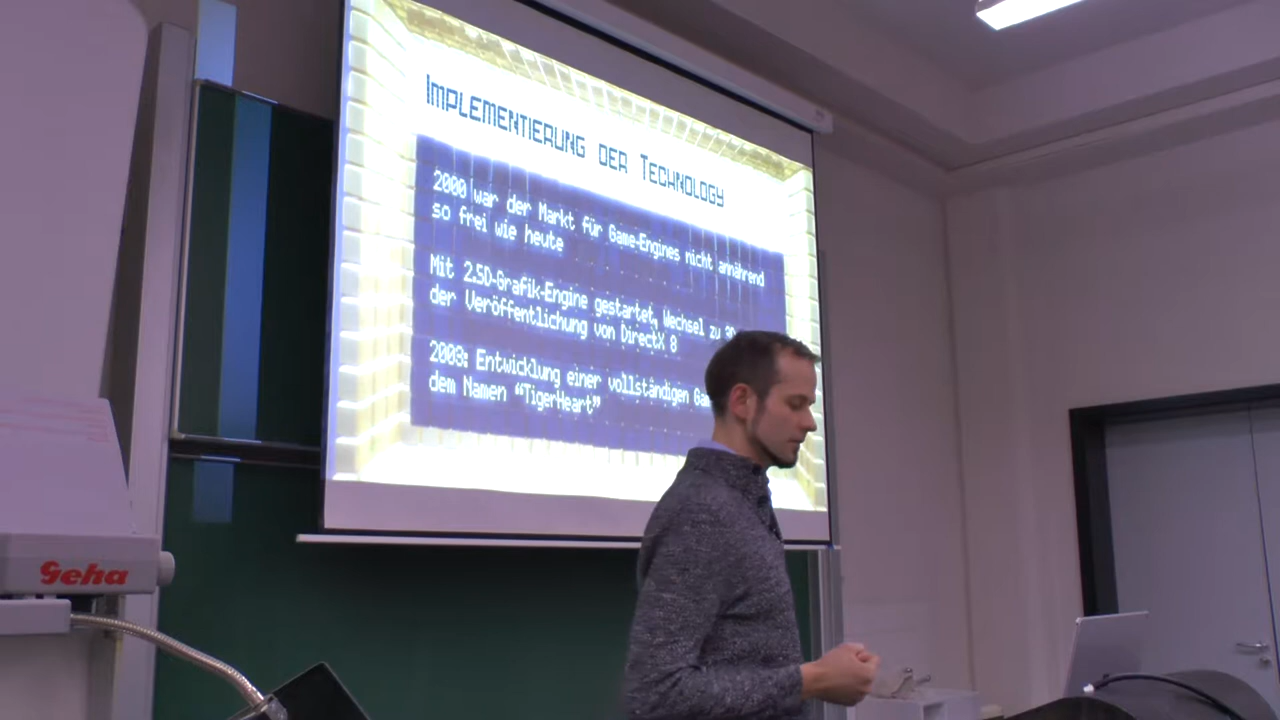 Implementierung der Technology
2000 war der Markt für Game-Engines nicht annährend
so frei wie heute
Mit 2.5D-Grafik-Engine gestartet, Wechsel zu 3D
der Veröffentlichung von DirectX 8
2003: Entwicklung einer vollständigen
dem Namen “TigerHeart”
Geha